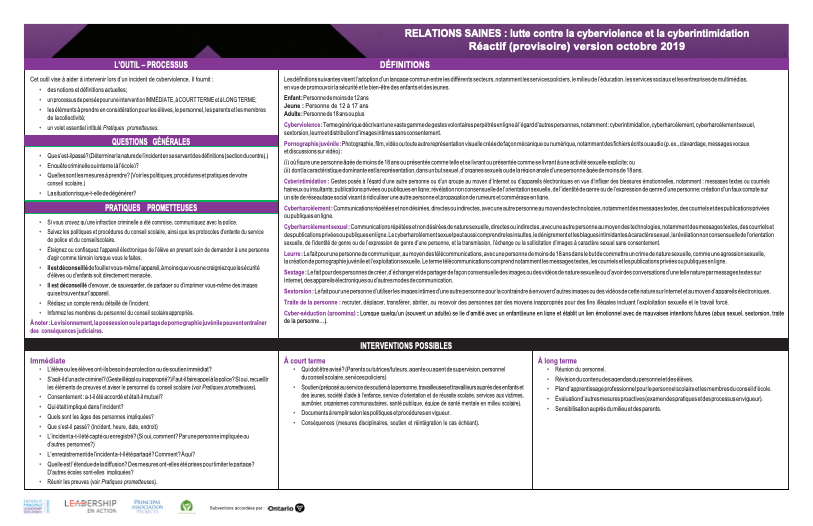 RELATIONS SAINES : lutte contre la cyberviolence et la cyberintimidation
Réactif (provisoire) version octobre 2019
L'OUTIL – PROCESSUS
Cet outil vise à aider à intervenir lors d'un incident de cyberviolence. Il fournit :
• des notions et définitions actuelles;
• un processus de pensée pour une intervention IMMÉDIATE, à COURT TERME et à LONG TERME;
• les éléments à prendre en considération pour les élèves, le personnel, les parents et les membres
de la collectivité;
• un volet essentiel intitulé Pratiques prometteuses.
QUESTIONS GÉNÉRALES
• Que s'est-il passé? (Déterminer la nature de l'incident en se servant des définitions (section du centre).)
• Enquête criminelle ou interne à l'école?
• Quelles sont les mesures à prendre? (Voir les politiques, procédures et pratiques de votre
conseil scolaire.)
• La situation risque-t-elle de dégénérer?
PRATIQUES PROMETTEUSES
• Si vous croyez qu'une infraction criminelle a été commise, communiquez avec la police.
• Suivez les politiques et procédures du conseil scolaire, ainsi que les protocoles d'entente du service
de police et du conseil scolaire.
• Éteignez ou confisquez l'appareil électronique de l'élève en prenant soin de demander à une personne
d'agir comme témoin lorsque vous le faites.
• Il est déconseillé de fouiller vous-même l'appareil, à moins que vous ne craigniez que la sécurité
d'élèves ou d'enfants soit directement menacée.
• Il est déconseillé d'envoyer, de sauvegarder, de partager ou d'imprimer vous-même des images
qui se trouvent sur l'appareil.
• Rédigez un compte rendu détaillé de l'incident.
• Informez les membres du personnel du conseil scolaire appropriés.
À noter : Le visionnement, la possession ou le partage de pornographie juvénile peuvent entraîner
des conséquences judiciaires.
DÉFINITIONS
Les définitions suivantes visent l'adoption d'un langage commun entre les différents secteurs, notamment les services policiers, le milieu de l'éducation, les services sociaux et les entreprises de multimédias,
en vue de promouvoir la sécurité et le bien-être des enfants et des jeunes.
Enfant : Personne de moins de 12 ans
Jeune : Personne de 12 à 17 ans
Adulte : Personne de 18 ans ou plus
Cyberviolence : Terme générique décrivant une vaste gamme de gestes volontaires perpétrés en ligne à l'égard d'autres personnes, notamment : cyberintimidation, cyberharcèlement, cyberharcèlement sexuel,
sextorsion, leurre et distribution d'images intimes sans consentement.
Pornographie juvénile : Photographie, film, vidéo ou toute autre représentation visuelle créée de façon mécanique ou numérique, notamment des fichiers écrits ou audio (p. ex., clavardage, messages vocaux
et discussions sur vidéo);
(i) où figure une personne âgée de moins de 18 ans ou présentée comme telle et se livrant ou présentée comme se livrant à une activité sexuelle explicite; ou
(ii) dont la caractéristique dominante est la représentation, dans un but sexuel, d'organes sexuels ou de la région anale d'une personne âgée de moins de 18 ans.
Cyberintimidation : Gestes posés à l'égard d'une autre personne ou d'un groupe au moyen d'Internet ou d'appareils électroniques en vue d'infliger des blessures émotionnelles, notamment : messages textes ou courriels
haineux ou insultants; publications privées ou publiques en ligne; révélation non consensuelle de l'orientation sexuelle, de l'identité de genre ou de l'expression de genre d'une personne; création d'un faux compte sur
un site de réseautage social visant à ridiculiser une autre personne et propagation de rumeurs et commérage en ligne.
Cyberharcèlement : Communications répétées et non désirées, directes ou indirectes, avec une autre personne au moyen des technologies, notamment des messages textes, des courriels et des publications privées
ou publiques en ligne.
Cyberharcèlement sexuel : Communications répétées et non désirées de nature sexuelle, directes ou indirectes, avec une autre personne au moyen des technologies, notamment des messages textes, des courriels et
des publications privées ou publiques en ligne. Le cyberharcèlement sexuel peut aussi comprendre les insultes, le dénigrement et les blagues intimidantes à caractère sexuel, la révélation non consensuelle de l'orientation
sexuelle, de l'identité de genre ou de l'expression de genre d'une personne, et la transmission, l'échange ou la sollicitation d'images à caractère sexuel sans consentement.
Leurre : Le fait pour une personne de communiquer, au moyen des télécommunications, avec une personne de moins de 18 ans dans le but de commettre un crime de nature sexuelle, comme une agression sexuelle,
la création de pornographie juvénile et l'exploitation sexuelle. Le terme télécommunications comprend notamment les messages textes, les courriels et les publications privées ou publiques en ligne.
Sextage : Le fait pour des personnes de créer, d'échanger et de partager de façon consensuelle des images ou des vidéos de nature sexuelle ou d'avoir des conversations d'une telle nature par messages textes ou sur
Internet, des appareils électroniques ou d'autres modes de communication.
Sextorsion : Le fait pour une personne d'utiliser les images intimes d'une autre personne pour la contraindre à envoyer d'autres images ou des vidéos de cette nature sur Internet et au moyen d'appareils électroniques.
Traite de la personne : recruter, déplacer, transférer, abriter, ou recevoir des personnes par des moyens inappropriés pour des fins illégales incluant l'exploitation sexuelle et le travail forcé.
Cyber-séduction (grooming) : Lorsque quelqu'un (souvent un adulte) se lie d'amitié avec un enfant/jeune en ligne et établit un lien émotionnel avec de mauvaises intentions futures (abus sexuel, sextorsion, traite
de la personne…).
INTERVENTIONS POSSIBLES
Immédiate
• L'élève ou les élèves ont-ils besoin de protection ou de soutien immédiat?
• S'agit-il d'un acte criminel? (Geste illégal ou inapproprié?) (Faut-il faire appel à la police? Si oui, recueillir
les éléments de preuves et aviser le personnel du conseil scolaire (voir Pratiques prometteuses).
• Consentement : a-t-il été accordé et était-il mutuel?
• Qui était impliqué dans l'incident?
• Quels sont les âges des personnes impliquées?
• Que s'est-il passé? (Incident, heure, date, endroit)
• L'incident a-t-il été capté ou enregistré? (Si oui, comment? Par une personne impliquée ou
d'autres personnes?)
• L'enregistrement de l'incident a-t-il été partagé? Comment? À qui?
• Quelle est l'étendue de la diffusion? Des mesures ont-elles été prises pour limiter le partage?
D'autres écoles sont-elles impliquées?
• Réunir les preuves (voir Pratiques prometteuses).
À court terme
• Qui doit être avisé? (Parents ou tutrices/tuteurs, agente ou agent de supervision, personnel
du conseil scolaire, services policiers)
• Soutien (proposé au service de soutien à la personne, travailleuses et travailleurs auprès des enfants et
des jeunes, société d'aide à l'enfance, service d'orientation et de réussite scolaire, services aux victimes,
aumônier, organismes communautaires, santé publique, équipe de santé mentale en milieu scolaire).
• Documents à remplir selon les politiques et procédures en vigueur.
• Conséquences (mesures disciplinaires, soutien et réintégration le cas échéant).
À long terme
• Réunion du personnel.
• Révision du contenu des agendas du personnel et des élèves.
• Plan d'apprentissage professionnel pour le personnel scolaire et les membres du conseil d'école.
• Évaluation d'autres mesures proactives (examen des pratiques et des processus en vigueur).
• Sensibilisation auprès du milieu et des parents.
LEADERSHIP
EN ACTION
PRINCIPAL
ASSOCIATION
PROJECTS
Subventions accordées par :
Ontario